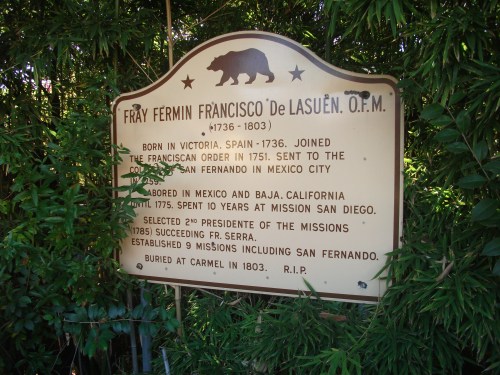 FRAY FERMIN FRANCISCO De LASUÉN. O.F.M.
(1736 - 1803)
BORN IN VICTORIA, SPAIN - 1736. JOINED
THE FRANCISCAN ORDER IN 1751. SENT TO THE
SAN FERNANDO IN MEXICO CITY
LABORED IN MEXICO AND BAJA, CALIFORNIA
UNTIL 1775. SPENT 10 YEARS AT MISSION SAN DIEGO.
SELECTED 2ND PRESIDENTE OF THE MISSIONS
(1785) SUCCEEDING FR. SERRA.
ESTABLISHED 9 MISSIONS INCLUDING SAN FERNANDO.
BURIED AT CARMEL IN 1803. R.I.P.